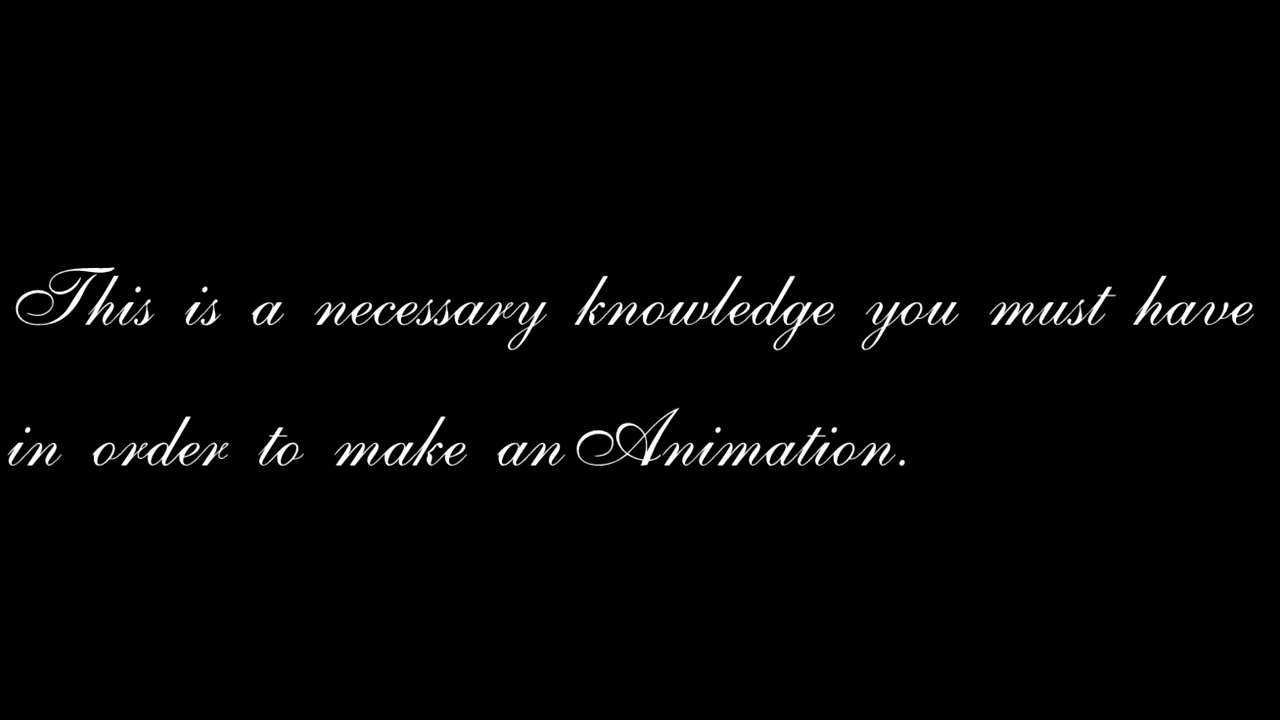 This is a necessary knowledge you must have
in order to make an Animation.